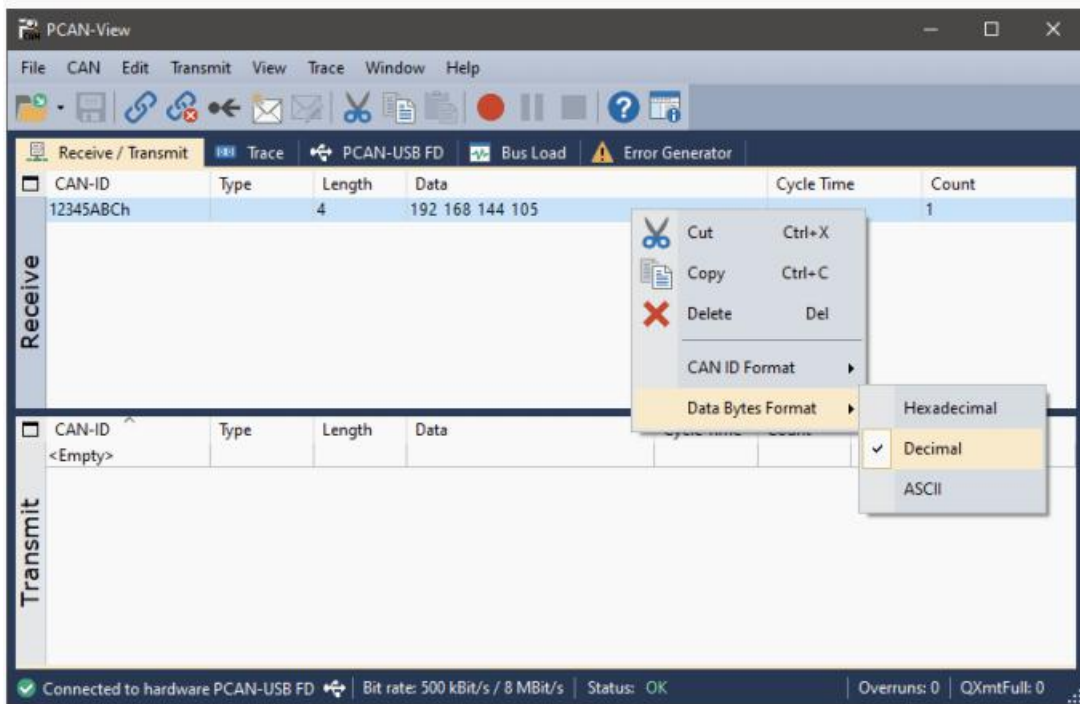 PCAN-View
File CAN Edit Transmit View Trace Window Help
Receive / Transmit Trace PCAN-USB FD Bus Load Error Generator
CAN-ID Type Length Data Cycle Time Count
12345ABCh 4 192 168 144 105 1
Receive
Cut Ctrl+X
Copy Ctrl+C
Delete Del
CAN ID Format
Data Bytes Format
Hexadecimal
Decimal
ASCII
CAN-ID Type Length Data Cycle Time Count
<Empty>
Transmit
Connected to hardware PCAN-USB FD Bit rate: 500 kBit/s / 8 MBit/s Status: OK Overruns: 0 QXmtFull: 0